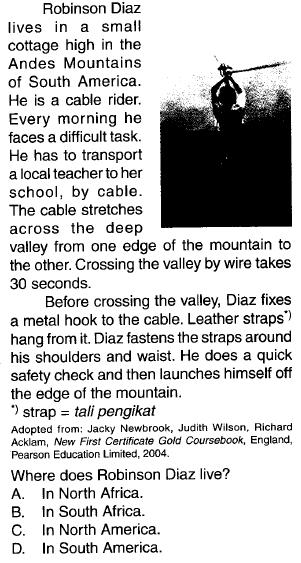 Robinson Diaz
lives in a small
cottage high in the
Andes Mountains
of South America.
He is a cable rider.
Every morning he
faces a difficult task.
He has to transport
a local teacher to her
school, by cable.
The cable stretches
across the deep
valley from one edge of the mountain to
the other. Crossing the valley by wire takes
30 seconds.
Before crossing the valley, Diaz fixes
a metal hook to the cable. Leather straps*)
hang from it. Diaz fastens the straps around
his shoulders and waist. He does a quick
safety check and then launches himself off
the edge of the mountain.
*) strap = tali pengikat
Adopted from: Jacky Newbrook, Judith Wilson, Richard
Acklam, New First Certificate Gold Coursebook, England,
Pearson Education Limited, 2004.
Where does Robinson Diaz live?
A. In North Africa.
B. In South Africa.
C. In North America.
D. In South America.